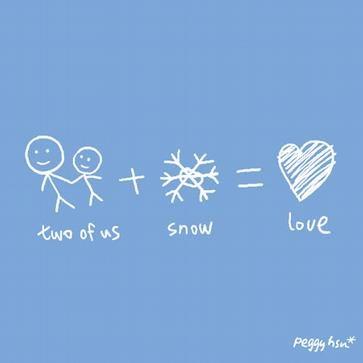 two of us + snow = love
peggy hsu*